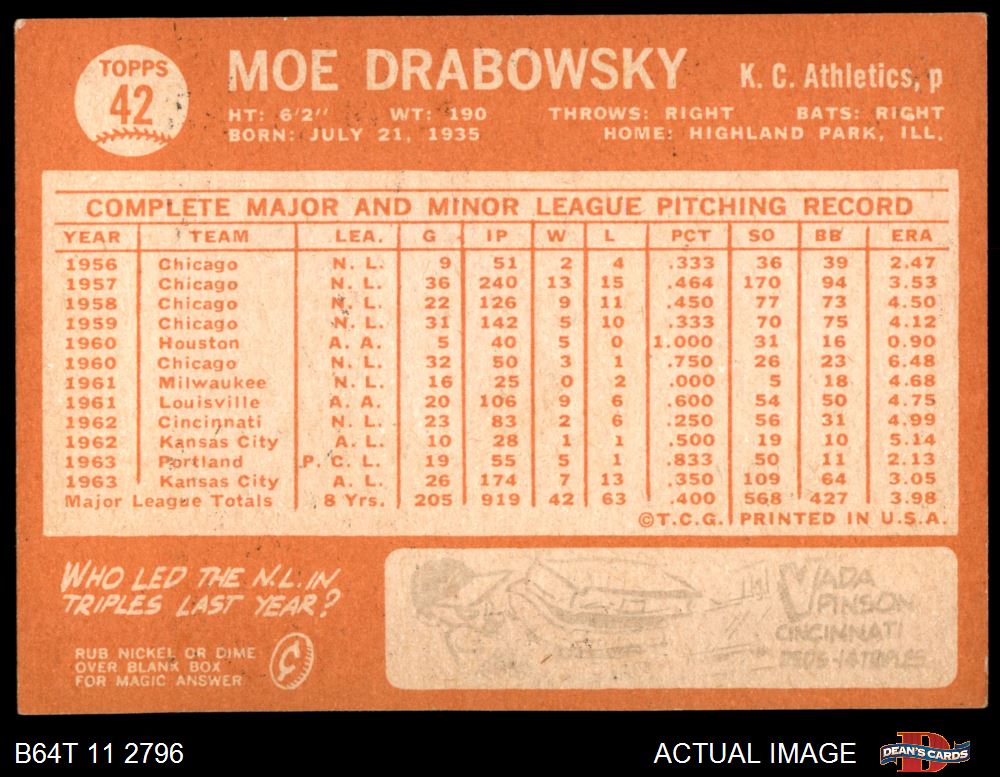 TOPPS
42
MOE DRABOWSKY
K. C. Athletics, p
HT: 6'2" WT: 190 THROWS: RIGHT BATS: RIGHT
BORN: JULY 21, 1935 HOME: HIGHLAND PARK, ILL.
COMPLETE MAJOR AND MINOR LEAGUE PITCHING RECORD
YEAR TEAM LEA. G IP W L PCT SO BB ERA
1956 Chicago N. L. 9 51 2 4 .333 36 39 2.47
1957 Chicago N. L. 36 240 13 15 .464 170 94 3.53
1958 Chicago N. L. 22 126 9 11 .450 77 73 4.50
1959 Chicago N. L. 31 142 5 10 .333 70 75 4.12
1960 Houston A. A. 5 40 5 0 1.000 31 16 0.90
1960 Chicago N. L. 32 50 3 1 .750 26 23 6.48
1961 Milwaukee N. L. 16 25 0 2 .000 5 18 4.68
1961 Louisville A. A. 20 106 9 6 .600 54 50 4.75
1962 Cincinnati N. L. 23 83 2 6 .250 56 31 4.99
1962 Kansas City A. L. 10 28 1 1 .500 19 10 5.14
1963 Portland P. C. L. 19 55 5 1 .833 50 11 2.13
1963 Kansas City A. L. 26 174 7 13 .350 109 64 3.05
Major League Totals 8 Yrs. 205 919 42 63 .400 568 427 3.98
©T.C.G. PRINTED IN U.S.A.
WHO LED THE N.L. IN
TRIPLES LAST YEAR?
RUB NICKEL OR DIME
OVER BLANK BOX
FOR MAGIC ANSWER
VADA
PINSON
CINCINNATI
REDS-14 TRIPLES
B64T 11 2796
ACTUAL IMAGE
DEAN'S CARDS